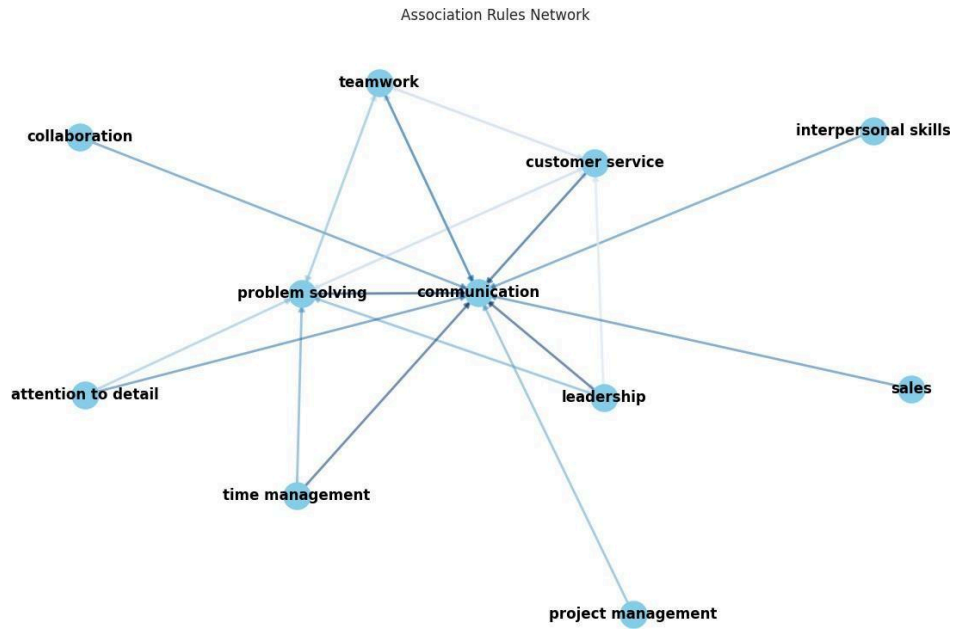 Association Rules Network
teamwork
collaboration
interpersonal skills
customer service
problem solving
communication
attention to detail
leadership
sales
time management
project management